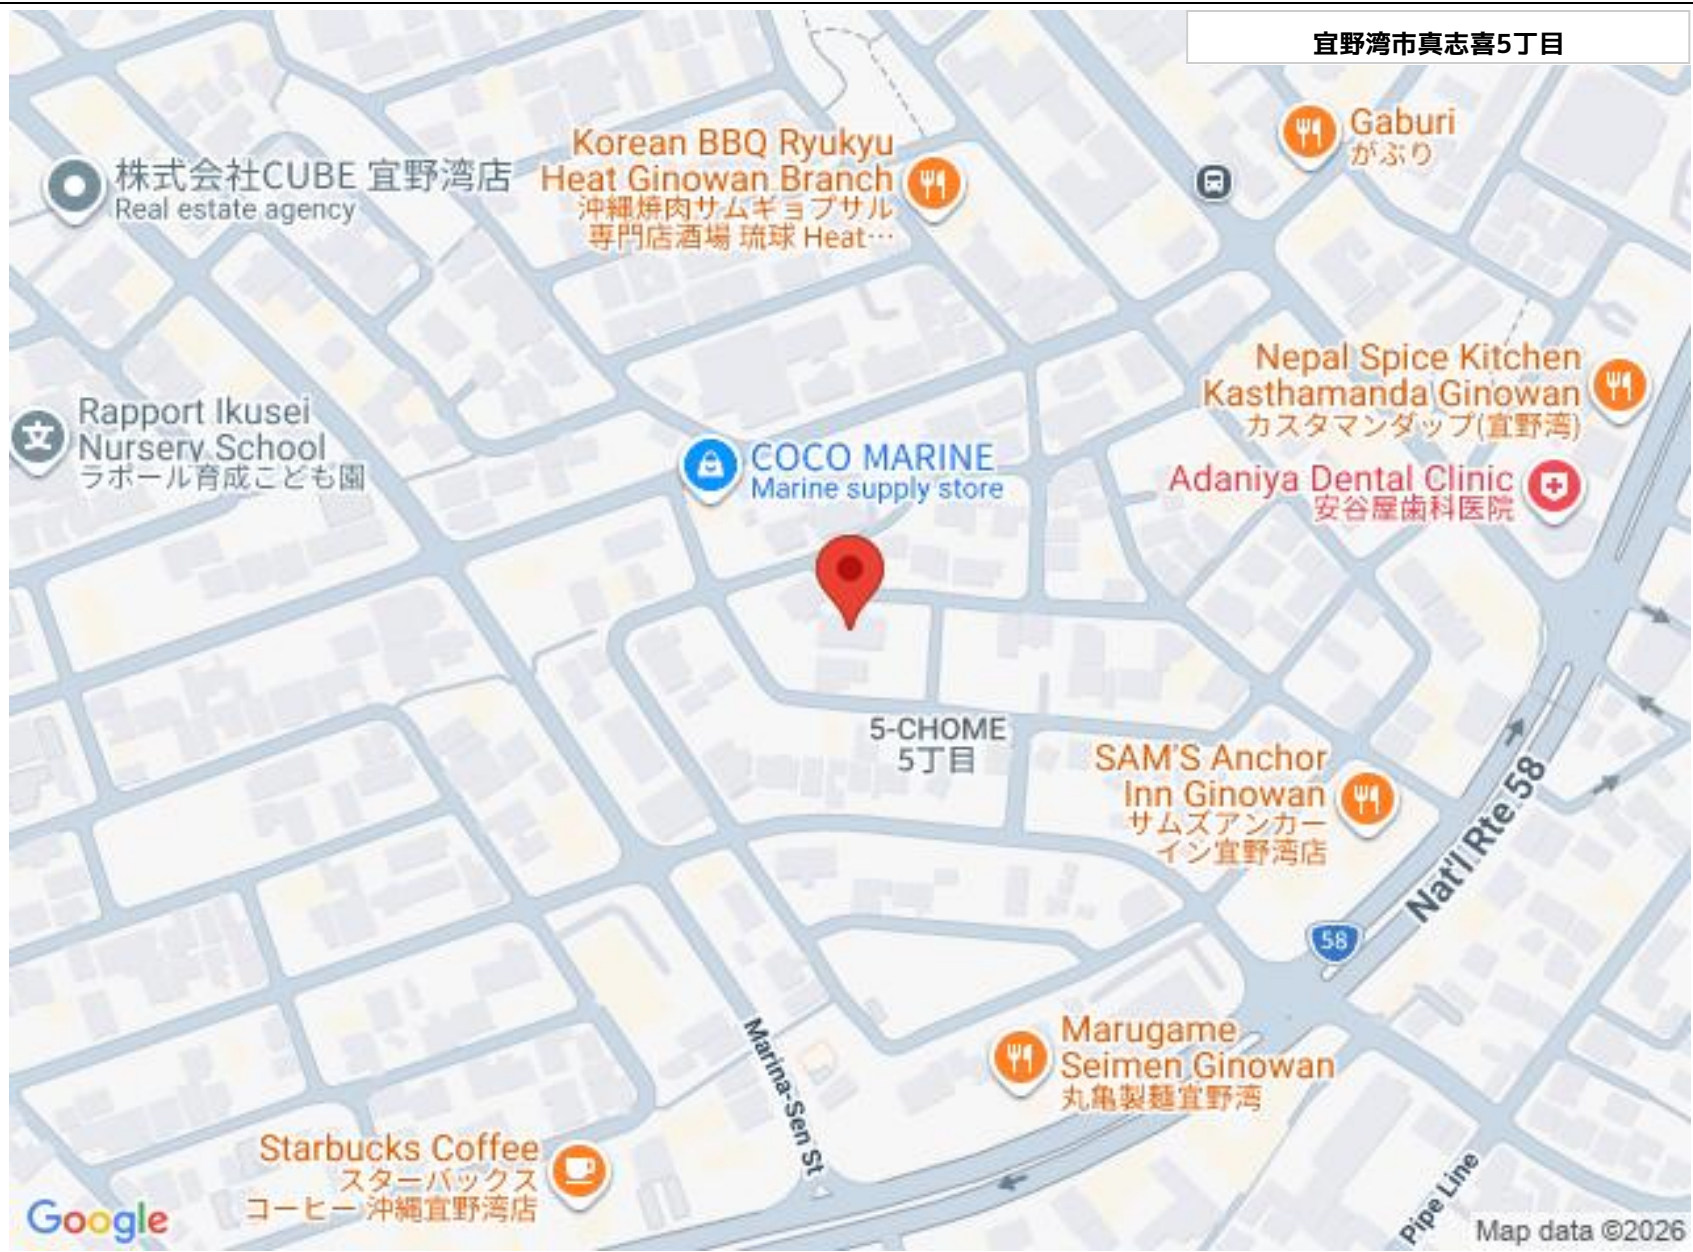 宜野湾市真志喜5丁目
Gaburi
がぶり
Korean BBQ Ryukyu
Heat Ginowan Branch
沖縄焼肉サムギョプサル
専門店酒場 琉球 Heat…
株式会社CUBE 宜野湾店
Real estate agency
Nepal Spice Kitchen
Kasthamanda Ginowan
カスタマンダップ(宜野湾)
Rapport Ikusei
Nursery School
ラポール育成こども園
COCO MARINE
Marine supply store
Adaniya Dental Clinic
安谷屋歯科医院
5-CHOME
5丁目
SAM'S Anchor
Inn Ginowan
サムズアンカー
イン宜野湾店
Nat'l Rte 58
58
Marugame
Seimen Ginowan
丸亀製麺宜野湾
Marina-Sen St
Starbucks Coffee
スターバックス
コーヒー 沖縄宜野湾店
Pipe Line
Google
Map data ©2026